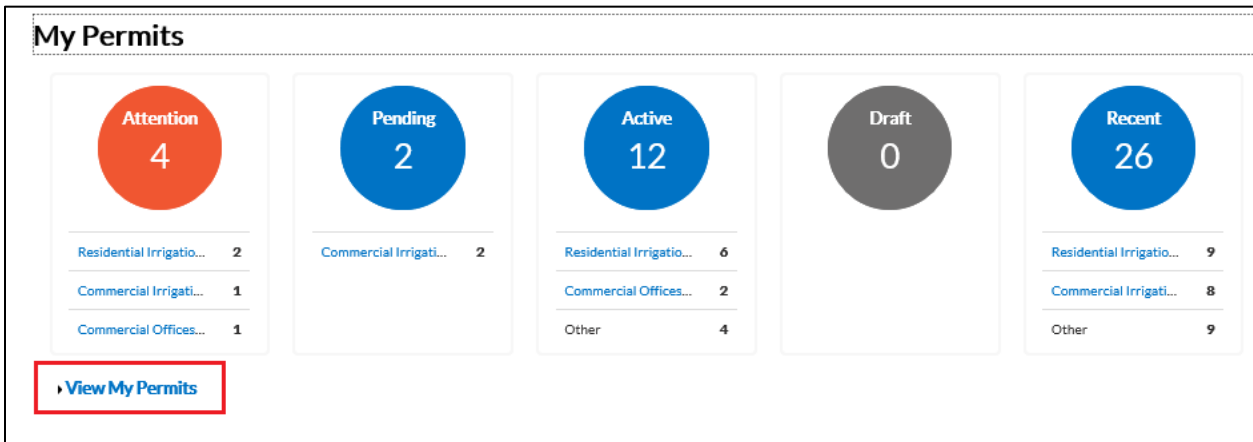 My Permits
Attention
4
Residential Irrigatio... 2
Commercial Irrigati... 1
Commercial Offices... 1
Pending
2
Commercial Irrigati... 2
Active
12
Residential Irrigatio... 6
Commercial Offices... 2
Other 4
Draft
0
Recent
26
Residential Irrigatio... 9
Commercial Irrigati... 8
Other 9
View My Permits